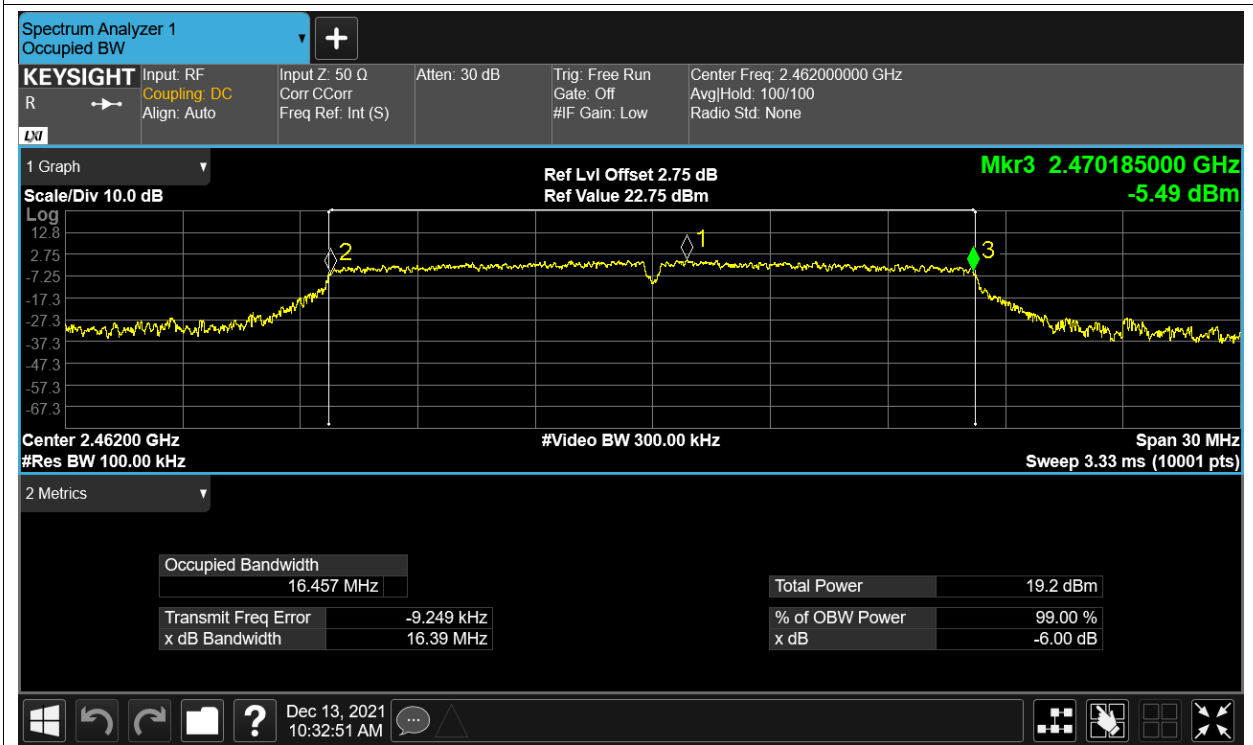 Spectrum Analyzer 1
Occupied BW
KEYSIGHT
R
LXI
Input: RF
Coupling: DC
Align: Auto
Input Z: 50 Ω
Corr CCorr
Freq Ref: Int (S)
Atten: 30 dB
Trig: Free Run
Gate: Off
#IF Gain: Low
Center Freq: 2.462000000 GHz
Avg|Hold: 100/100
Radio Std: None
1 Graph
Scale/Div 10.0 dB
Ref Lvl Offset 2.75 dB
Ref Value 22.75 dBm
Mkr3 2.470185000 GHz
-5.49 dBm
Log
12.8
2.75
-7.25
-17.3
-27.3
-37.3
-47.3
-57.3
-67.3
2
1
3
Center 2.46200 GHz
#Video BW 300.00 kHz
Span 30 MHz
#Res BW 100.00 kHz
Sweep 3.33 ms (10001 pts)
2 Metrics
Occupied Bandwidth
16.457 MHz
Transmit Freq Error -9.249 kHz
x dB Bandwidth 16.39 MHz
Total Power 19.2 dBm
% of OBW Power 99.00 %
x dB -6.00 dB
?
Dec 13, 2021
10:32:51 AM